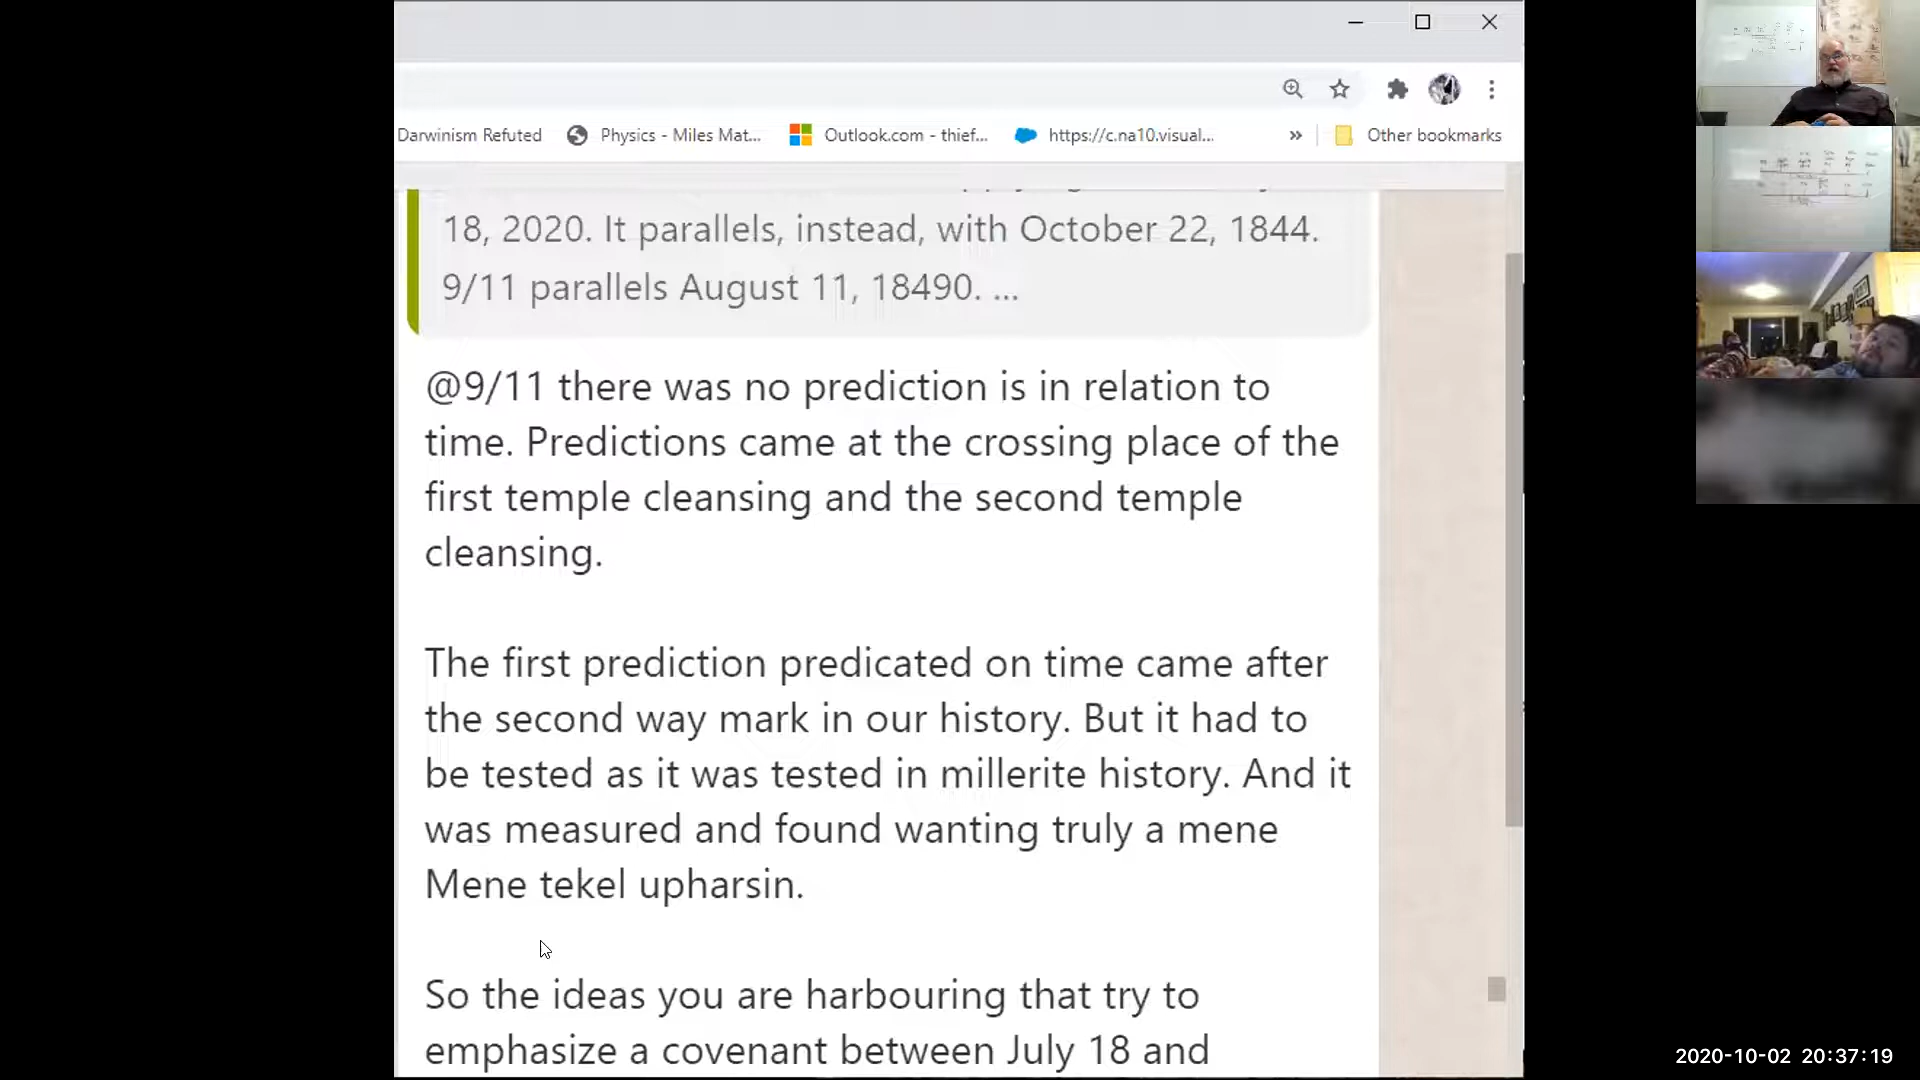 Darwinism Refuted
Physics - Miles Mat...
Outlook.com - thief...
https://c.na10.visual...
»
Other bookmarks
18, 2020. It parallels, instead, with October 22, 1844.
9/11 parallels August 11, 18490. ...
@9/11 there was no prediction is in relation to
time. Predictions came at the crossing place of the
first temple cleansing and the second temple
cleansing.
The first prediction predicated on time came after
the second way mark in our history. But it had to
be tested as it was tested in millerite history. And it
was measured and found wanting truly a mene
Mene tekel upharsin.
So the ideas you are harbouring that try to
emphasize a covenant between July 18 and
2020-10-02 20:37:19